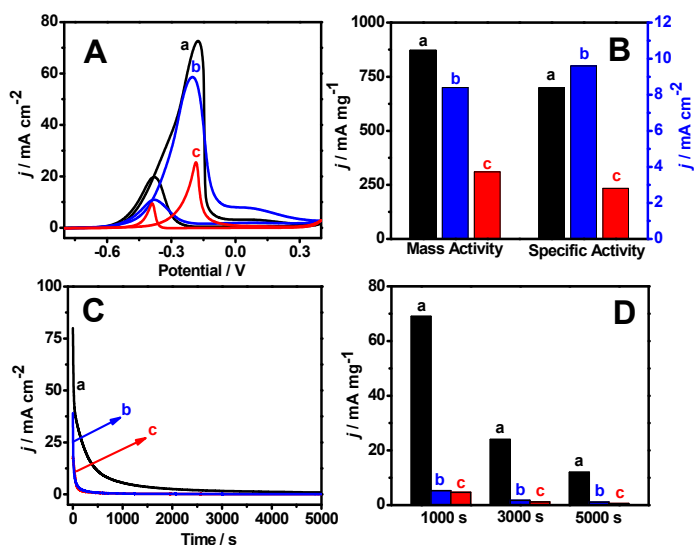 A
a
b
c
80
60
40
20
0
j / mA cm-2
-0.6
-0.3
0.0
0.3
Potential / V
B
a
b
c
a
b
c
1000
750
500
250
0
j / mA mg-1
12
10
8
6
4
2
0
j / mA cm-2
Mass Activity
Specific Activity
C
a
b
c
100
75
50
25
0
j / mA cm-2
0
1000
2000
3000
4000
5000
Time / s
D
a
b
c
a
b
c
a
b
c
80
60
40
20
0
j / mA mg-1
1000 s
3000 s
5000 s